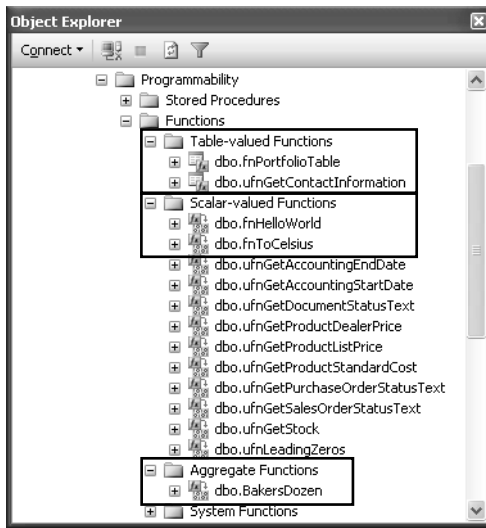 Object Explorer
Connect
Programmability
Stored Procedures
Functions
Table-valued Functions
dbo.fnPortfolioTable
dbo.ufnGetContactInformation
Scalar-valued Functions
dbo.fnHelloWorld
dbo.fnToCelsius
dbo.ufnGetAccountingEndDate
dbo.ufnGetAccountingStartDate
dbo.ufnGetDocumentStatusText
dbo.ufnGetProductDealerPrice
dbo.ufnGetProductListPrice
dbo.ufnGetProductStandardCost
dbo.ufnGetPurchaseOrderStatusText
dbo.ufnGetSalesOrderStatusText
dbo.ufnGetStock
dbo.ufnLeadingZeros
Aggregate Functions
dbo.BakersDozen
System Functions